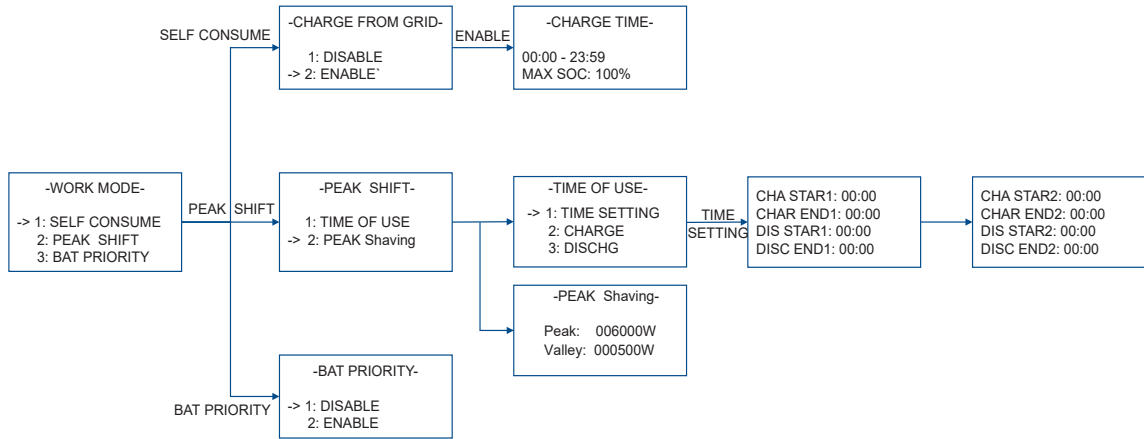 SELF CONSUME
-CHARGE FROM GRID-
1: DISABLE
-> 2: ENABLE`
ENABLE
-CHARGE TIME-
00:00 - 23:59
MAX SOC: 100%
-WORK MODE-
-> 1: SELF CONSUME
2: PEAK SHIFT
3: BAT PRIORITY
PEAK SHIFT
-PEAK SHIFT-
1: TIME OF USE
-> 2: PEAK Shaving
-TIME OF USE-
-> 1: TIME SETTING
2: CHARGE
3: DISCHG
TIME
SETTING
CHA STAR1: 00:00
CHAR END1: 00:00
DIS STAR1: 00:00
DISC END1: 00:00
CHA STAR2: 00:00
CHAR END2: 00:00
DIS STAR2: 00:00
DISC END2: 00:00
-PEAK Shaving-
Peak: 006000W
Valley: 000500W
BAT PRIORITY
-BAT PRIORITY-
-> 1: DISABLE
2: ENABLE